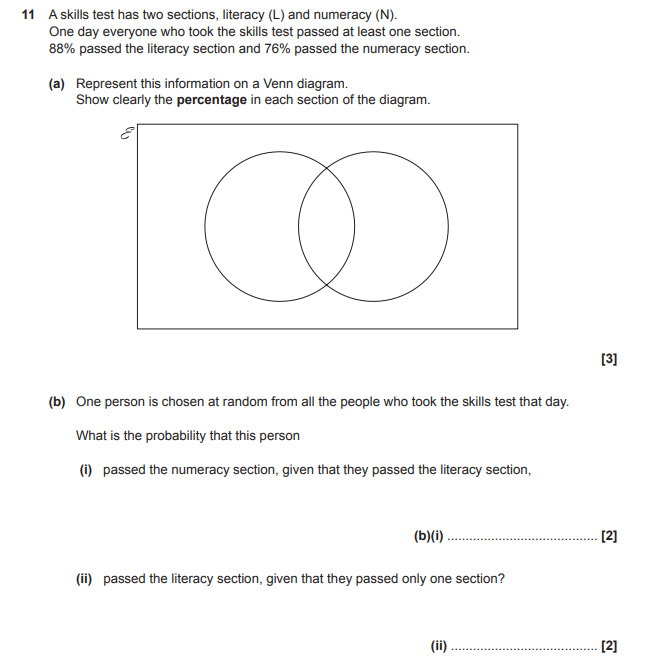 11 A skills test has two sections, literacy (L) and numeracy (N).
One day everyone who took the skills test passed at least one section.
88% passed the literacy section and 76% passed the numeracy section.
(a) Represent this information on a Venn diagram.
Show clearly the percentage in each section of the diagram.
ℰ
[3]
(b) One person is chosen at random from all the people who took the skills test that day.
What is the probability that this person
(i) passed the numeracy section, given that they passed the literacy section,
(b)(i) ........................................ [2]
(ii) passed the literacy section, given that they passed only one section?
(ii) ........................................ [2]